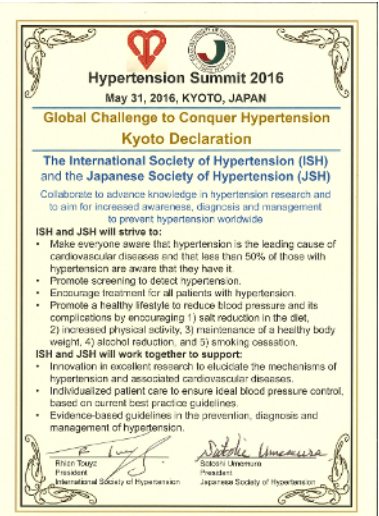 Hypertension Summit 2016
May 31, 2016, KYOTO, JAPAN
Global Challenge to Conquer Hypertension
Kyoto Declaration
The International Society of Hypertension (ISH)
and the Japanese Society of Hypertension (JSH)
Collaborate to advance knowledge in hypertension research and
to aim for increased awareness, diagnosis and management
to prevent hypertension worldwide
ISH and JSH will strive to:
• Make everyone aware that hypertension is the leading cause of
cardiovascular diseases and that less than 50% of those with
hypertension are aware that they have it.
• Promote screening to detect hypertension.
• Encourage treatment for all patients with hypertension.
• Promote a healthy lifestyle to reduce blood pressure and its
complications by encouraging 1) salt reduction in the diet,
2) increased physical activity, 3) maintenance of a healthy body
weight, 4) alcohol reduction, and 5) smoking cessation.
ISH and JSH will work together to support:
• Innovation in excellent research to elucidate the mechanisms of
hypertension and associated cardiovascular diseases.
• Individualized patient care to ensure ideal blood pressure control,
based on current best practice guidelines.
• Evidence-based guidelines in the prevention, diagnosis and
management of hypertension.
Satoshi Umemura
Rhian Touyz
President
International Society of Hypertension
Satoshi Umemura
President
Japanese Society of Hypertension